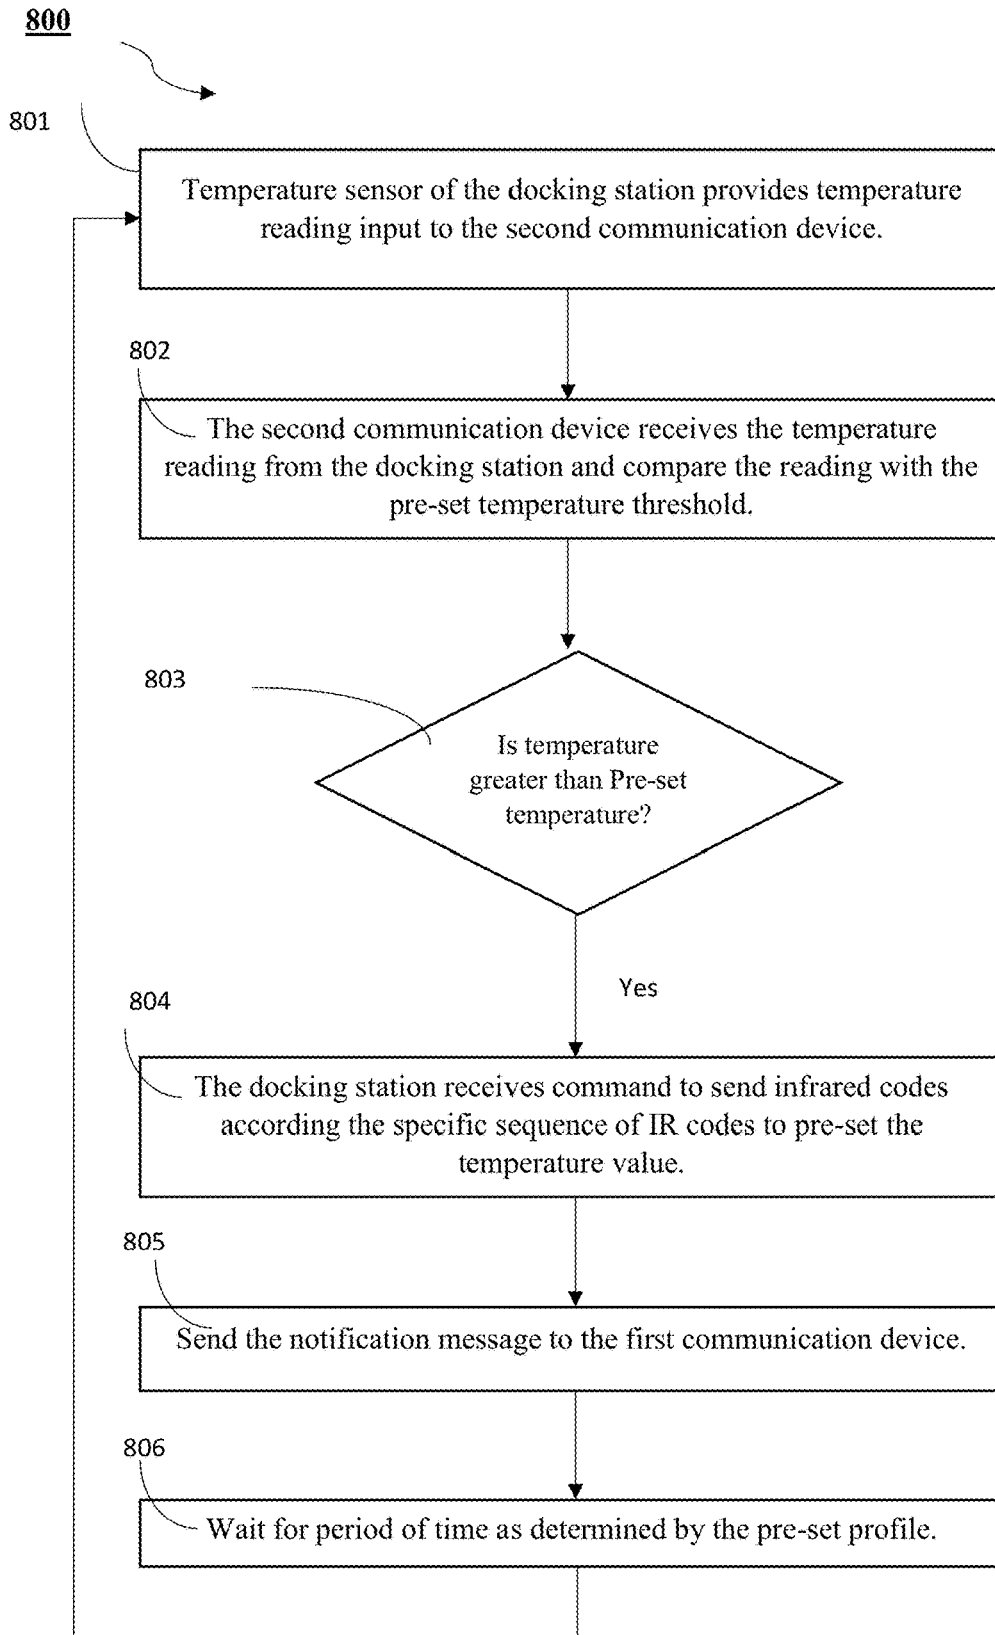 800
801
Temperature sensor of the docking station provides temperature
reading input to the second communication device.
802
The second communication device receives the temperature
reading from the docking station and compare the reading with the
pre-set temperature threshold.
803
Is temperature
greater than Pre-set
temperature?
Yes
804
The docking station receives command to send infrared codes
according the specific sequence of IR codes to pre-set the
temperature value.
805
Send the notification message to the first communication device.
806
Wait for period of time as determined by the pre-set profile.